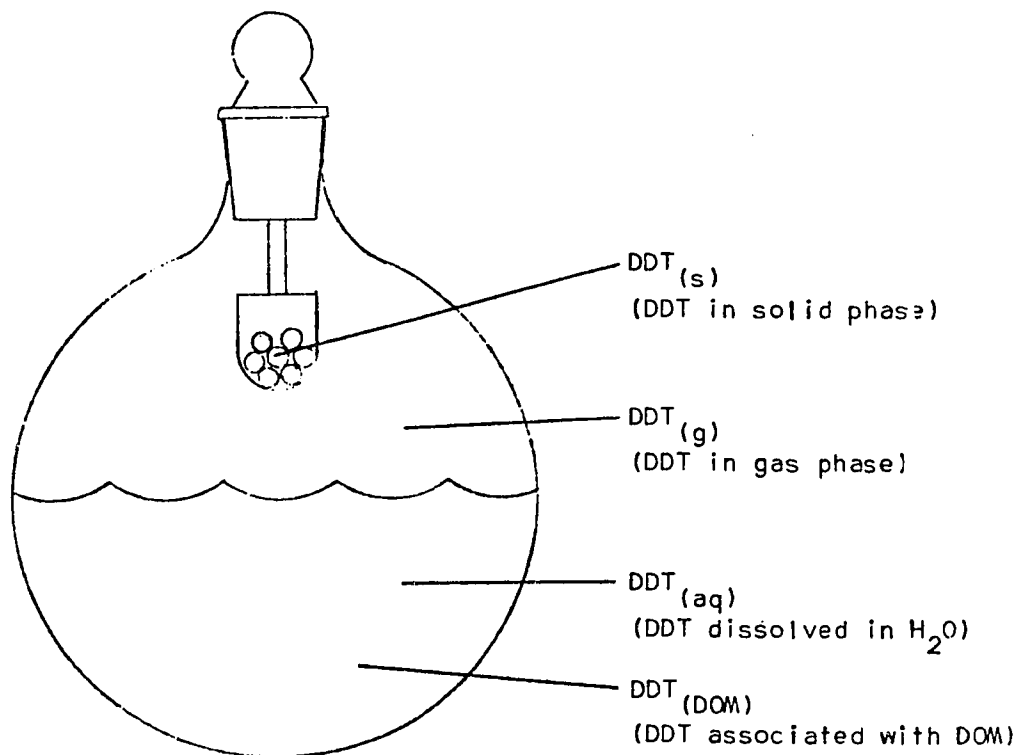 DDT(s)
(DDT in solid phase)
DDT(g)
(DDT in gas phase)
DDT(aq)
(DDT dissolved in H2O)
DDT(DOM)
(DDT associated with DOM)